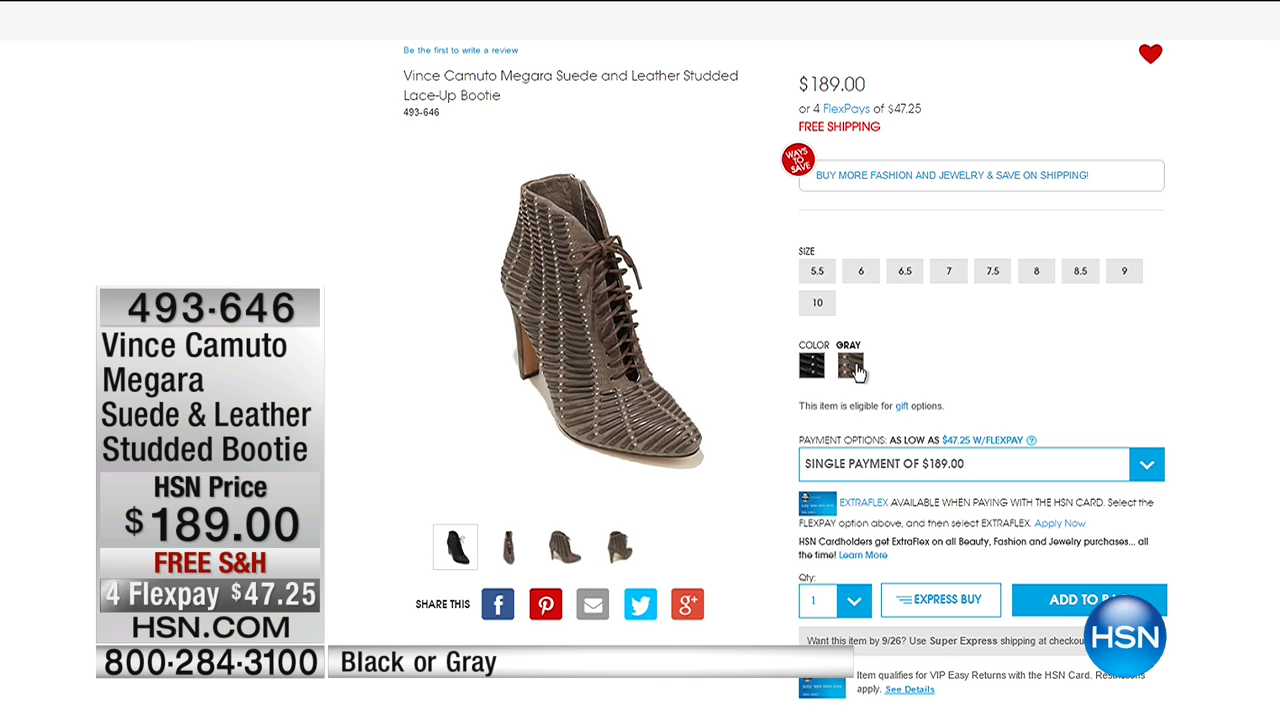 Be the first to write a review
Vince Camuto Megara Suede and Leather Studded
Lace-Up Bootie
493-646
$189.00
or 4 FlexPays of $47.25
FREE SHIPPING
WAYS
TO
SAVE
BUY MORE FASHION AND JEWELRY & SAVE ON SHIPPING!
SIZE
5.5 6 6.5 7 7.5 8 8.5 9
10
COLOR GRAY
This item is eligible for gift options.
PAYMENT OPTIONS: AS LOW AS $47.25 W/FLEXPAY ?
SINGLE PAYMENT OF $189.00
EXTRAFLEX AVAILABLE WHEN PAYING WITH THE HSN CARD. Select the
FLEXPAY option above, and then select EXTRAFLEX. Apply Now
HSN Cardholders get ExtraFlex on all Beauty, Fashion and Jewelry purchases... all
the time! Learn More
Qty:
1 EXPRESS BUY ADD TO
Want this item by 9/26? Use Super Express shipping at
Item qualifies for VIP Easy Returns with the HSN Card. Restrictions
apply. See Details
SHARE THIS
493-646
Vince Camuto
Megara
Suede & Leather
Studded Bootie
HSN Price
$189.00
FREE S&H
4 Flexpay $47.25
HSN.COM
800-284-3100
Black or Gray
HSN